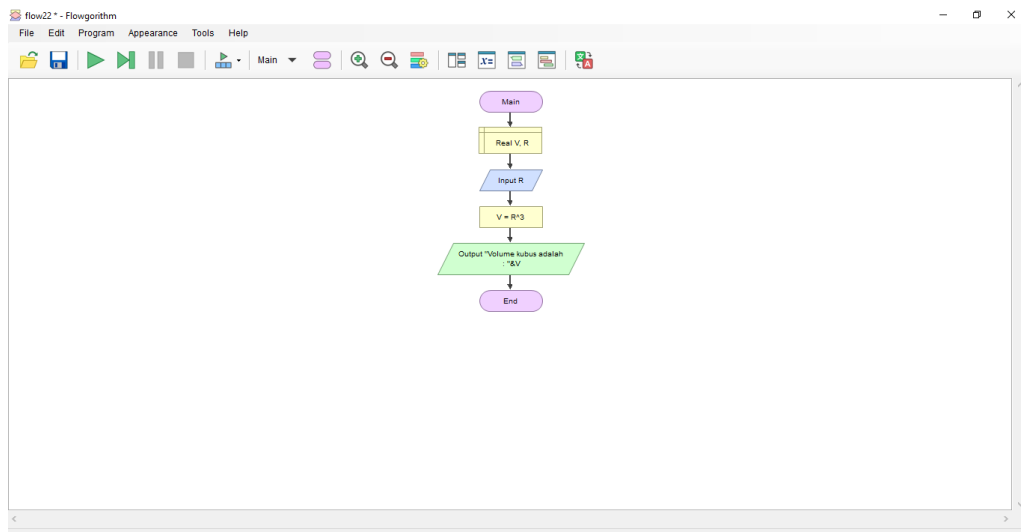 flow22 * - Flowgorithm
File Edit Program Appearance Tools Help
Main
Main
Real V, R
Input R
V = R^3
Output "Volume kubus adalah
: "&V
End